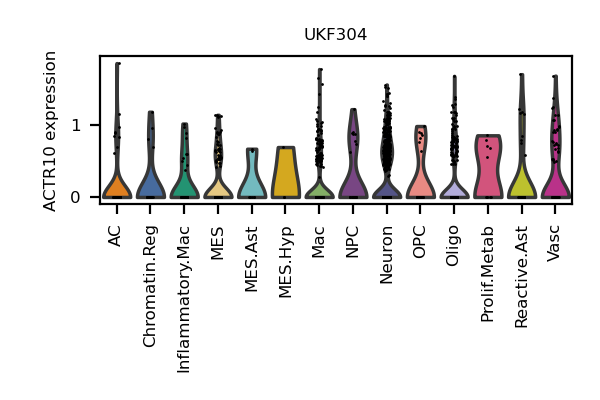 UKF304
ACTR10 expression
1
0
AC
Chromatin.Reg
Inflammatory.Mac
MES
MES.Ast
MES.Hyp
Mac
NPC
Neuron
OPC
Oligo
Prolif.Metab
Reactive.Ast
Vasc